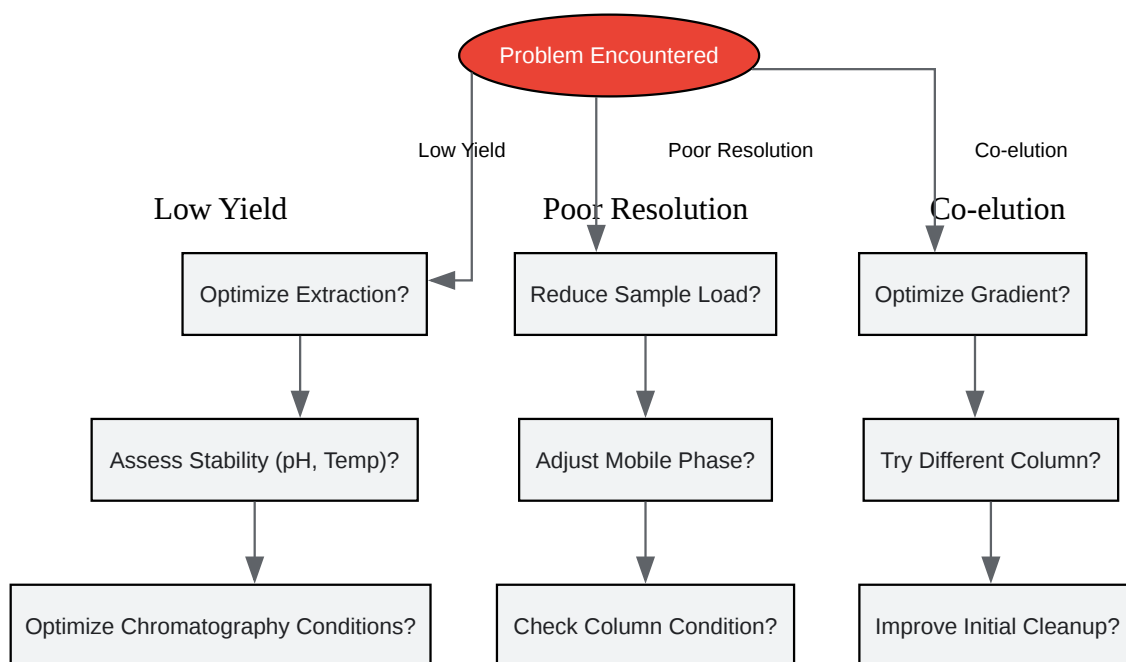 Problem Encountered
Low Yield
Poor Resolution
Co-elution
Low Yield
Poor Resolution
Co-elution
Optimize Extraction?
Reduce Sample Load?
Optimize Gradient?
Assess Stability (pH, Temp)?
Adjust Mobile Phase?
Try Different Column?
Optimize Chromatography Conditions?
Check Column Condition?
Improve Initial Cleanup?